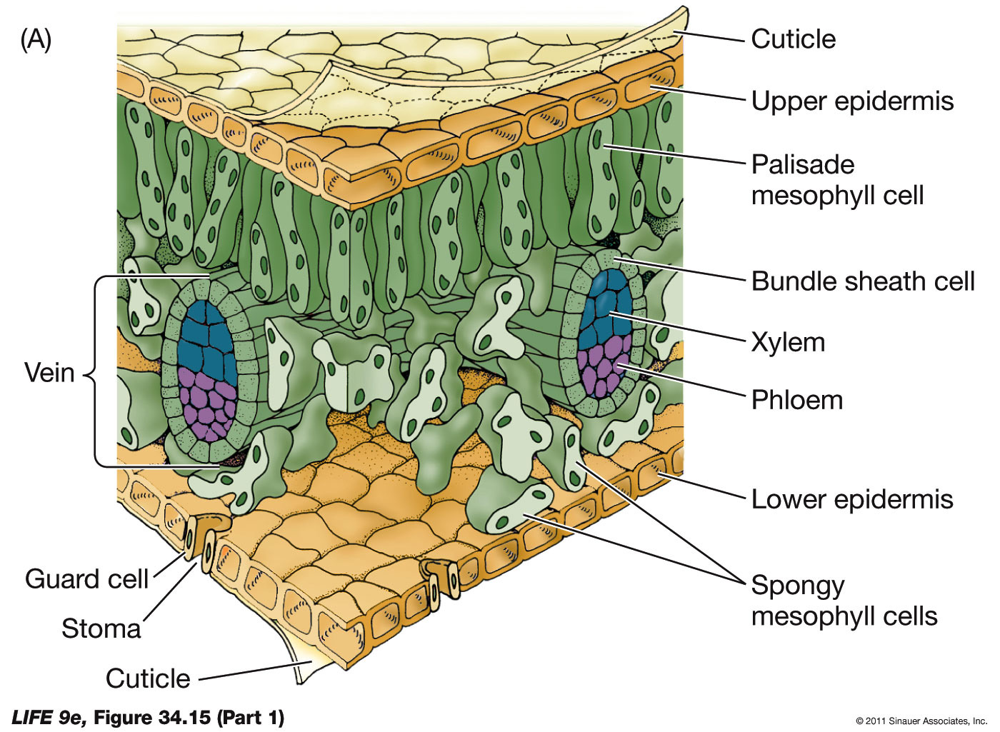 (A)
Cuticle
Upper epidermis
Palisade
mesophyll cell
Bundle sheath cell
Xylem
Phloem
Vein
Lower epidermis
Guard cell
Spongy
mesophyll cells
Stoma
Cuticle
LIFE 9e, Figure 34.15 (Part 1)
© 2011 Sinauer Associates, Inc.